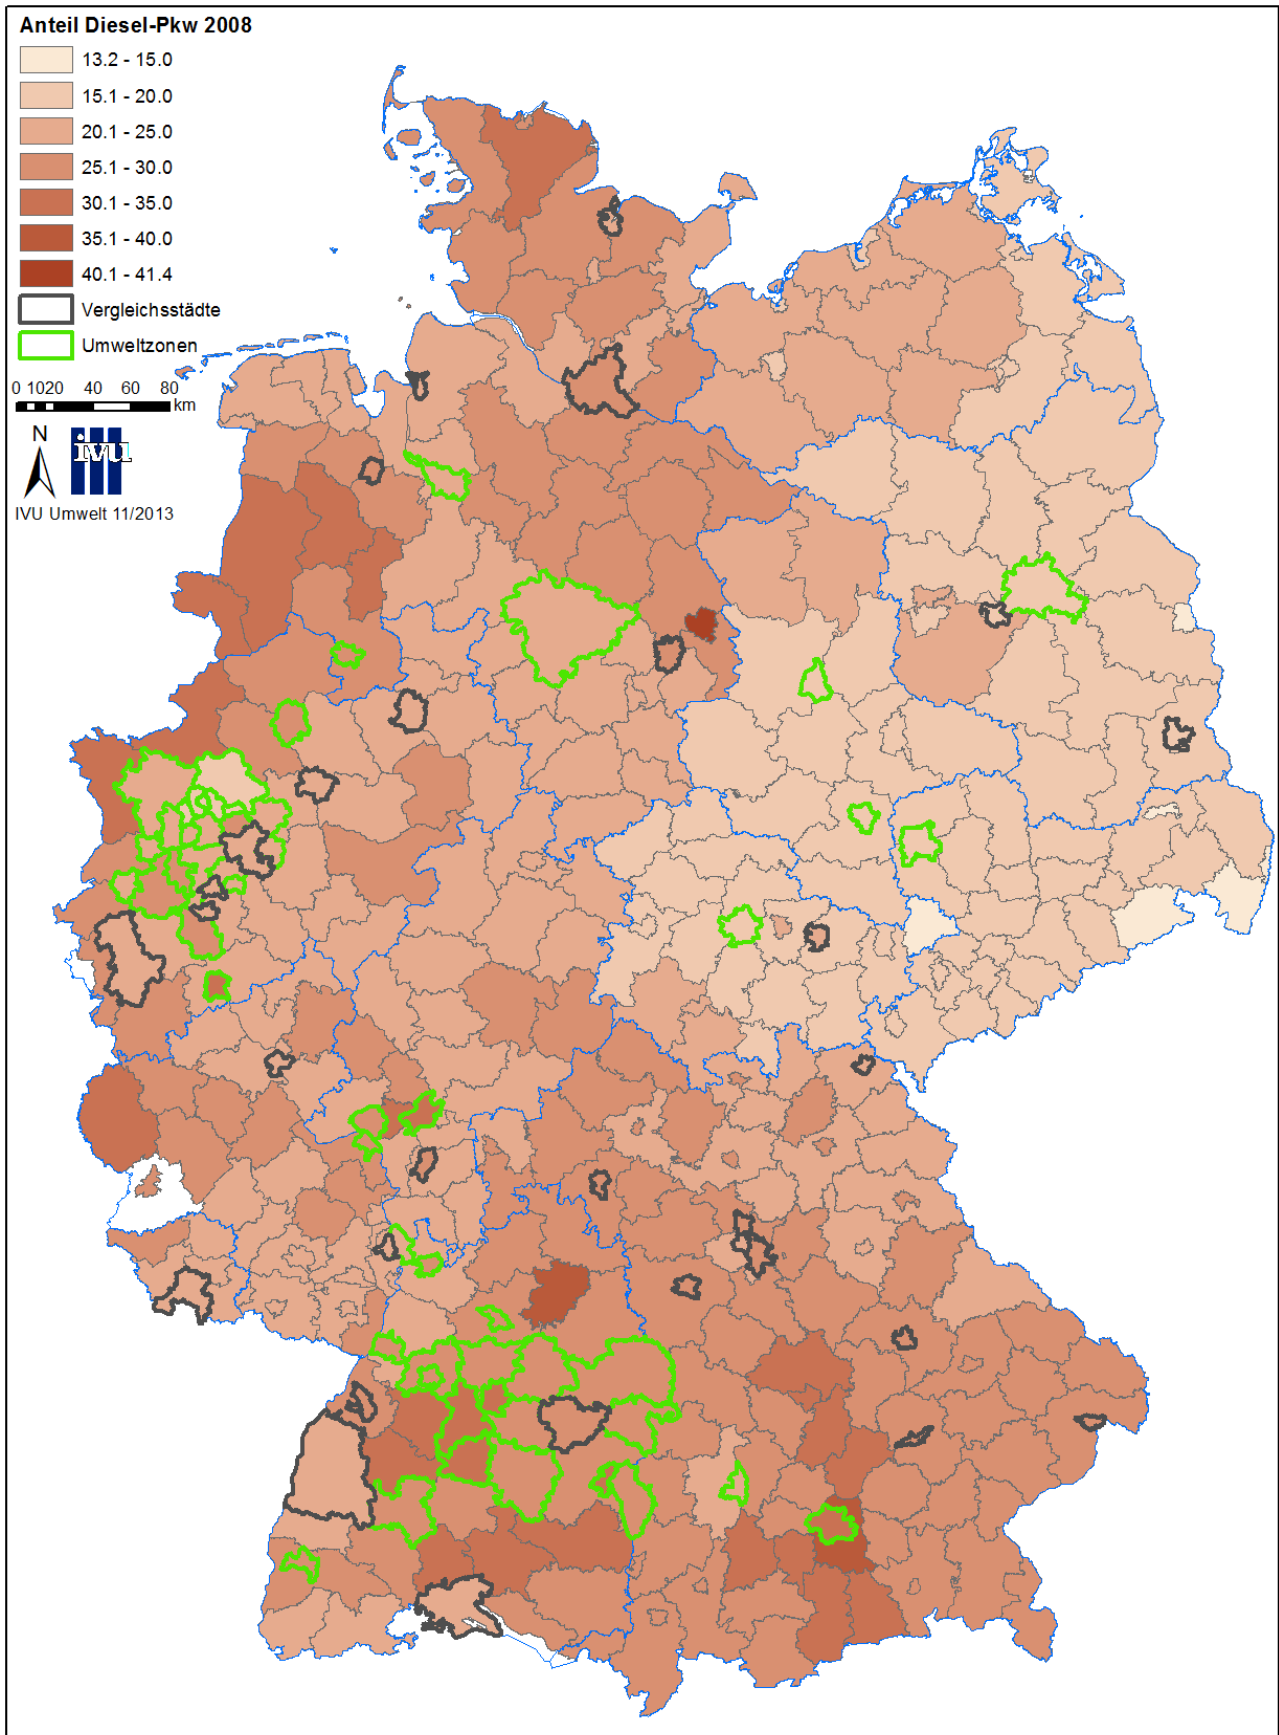 Anteil Diesel-Pkw 2008
13.2 - 15.0
15.1 - 20.0
20.1 - 25.0
25.1 - 30.0
30.1 - 35.0
35.1 - 40.0
40.1 - 41.4
Vergleichsstädte
Umweltzonen
0 1020 40 60 80
km
N
ivu
IVU Umwelt 11/2013